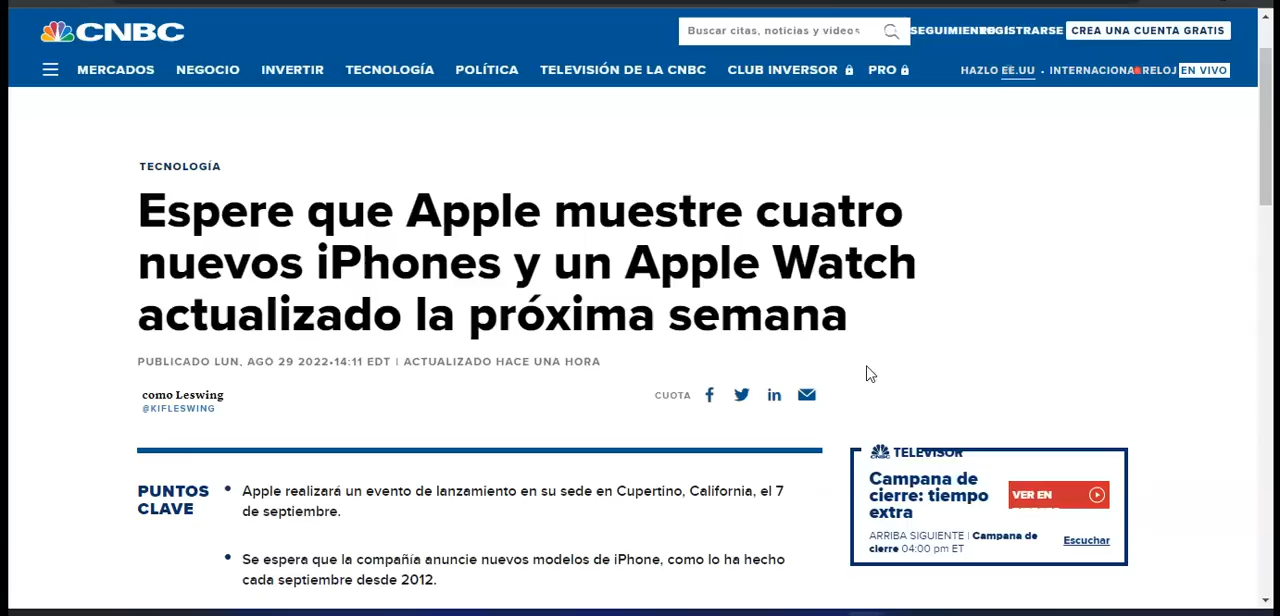 CNBC
Buscar citas, noticias y videos
CREA UNA CUENTA GRATIS
MERCADOS NEGOCIO INVERTIR TECNOLOGÍA POLÍTICA TELEVISIÓN DE LA CNBC CLUB INVERSOR PRO HAZLO EE.UU • INTERNACIONA RELOJ EN VIVO
TECNOLOGÍA
Espere que Apple muestre cuatro
nuevos iPhones y un Apple Watch
actualizado la próxima semana
PUBLICADO LUN, AGO 29 2022•14:11 EDT | ACTUALIZADO HACE UNA HORA
como Leswing
@KIFLESWING
CUOTA
PUNTOS
CLAVE
Apple realizará un evento de lanzamiento en su sede en Cupertino, California, el 7
de septiembre.
Se espera que la compañía anuncie nuevos modelos de iPhone, como lo ha hecho
cada septiembre desde 2012.
CNBC TELEVISOR
Campana de
cierre: tiempo
extra
VER EN
ARRIBA SIGUIENTE | Campana de
cierre 04:00 pm ET
Escuchar